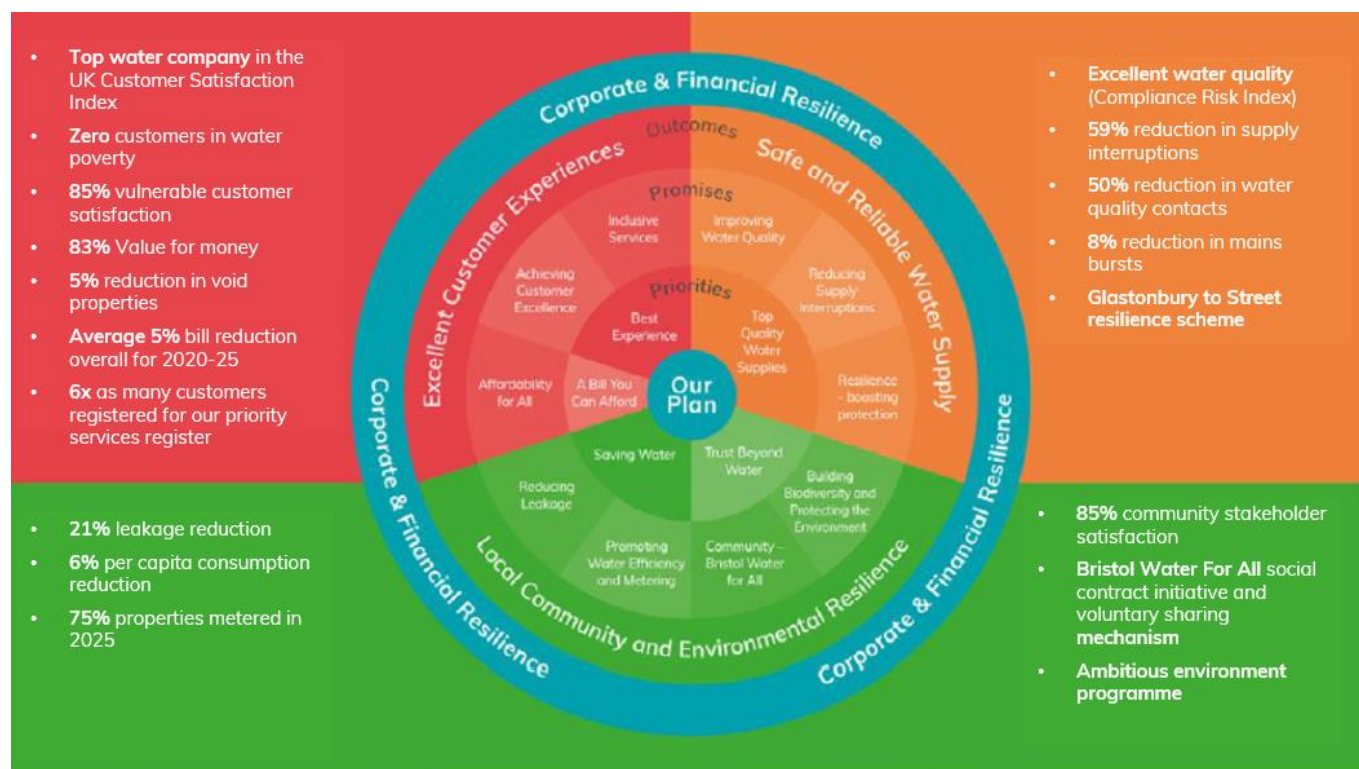 • Top water company in the
UK Customer Satisfaction
Index
• Zero customers in water
poverty
• 85% vulnerable customer
satisfaction
• 83% Value for money
• 5% reduction in void
properties
• Average 5% bill reduction
overall for 2020-25
• 6x as many customers
registered for our priority
services register
• Excellent water quality
(Compliance Risk Index)
• 59% reduction in supply
interruptions
• 50% reduction in water
quality contacts
• 8% reduction in mains
bursts
• Glastonbury to Street
resilience scheme
Corporate & Financial Resilience
Outcomes
Excellent Customer Experiences
Safe and Reliable Water Supply
Promises
Inclusive
Services
Improving
Water Quality
Achieving
Customer
Excellence
Reducing
Supply
Interruptions
Priorities
Best
Experience
Top
Quality
Water
Supplies
Affordability
for All
A Bill You
Can Afford
Our
Plan
Resilience
- boosting
protection
Saving Water
Trust Beyond
Water
Reducing
Leakage
Building
Biodiversity and
Protecting the
Environment
Promoting
Water Efficiency
and Metering
Community –
Bristol Water
for All
Local Community and Environmental Resilience
Corporate & Financial Resilience
Corporate & Financial Resilience
• 21% leakage reduction
• 6% per capita consumption
reduction
• 75% properties metered in
2025
• 85% community stakeholder
satisfaction
• Bristol Water For All social
contract initiative and
voluntary sharing
mechanism
• Ambitious environment
programme